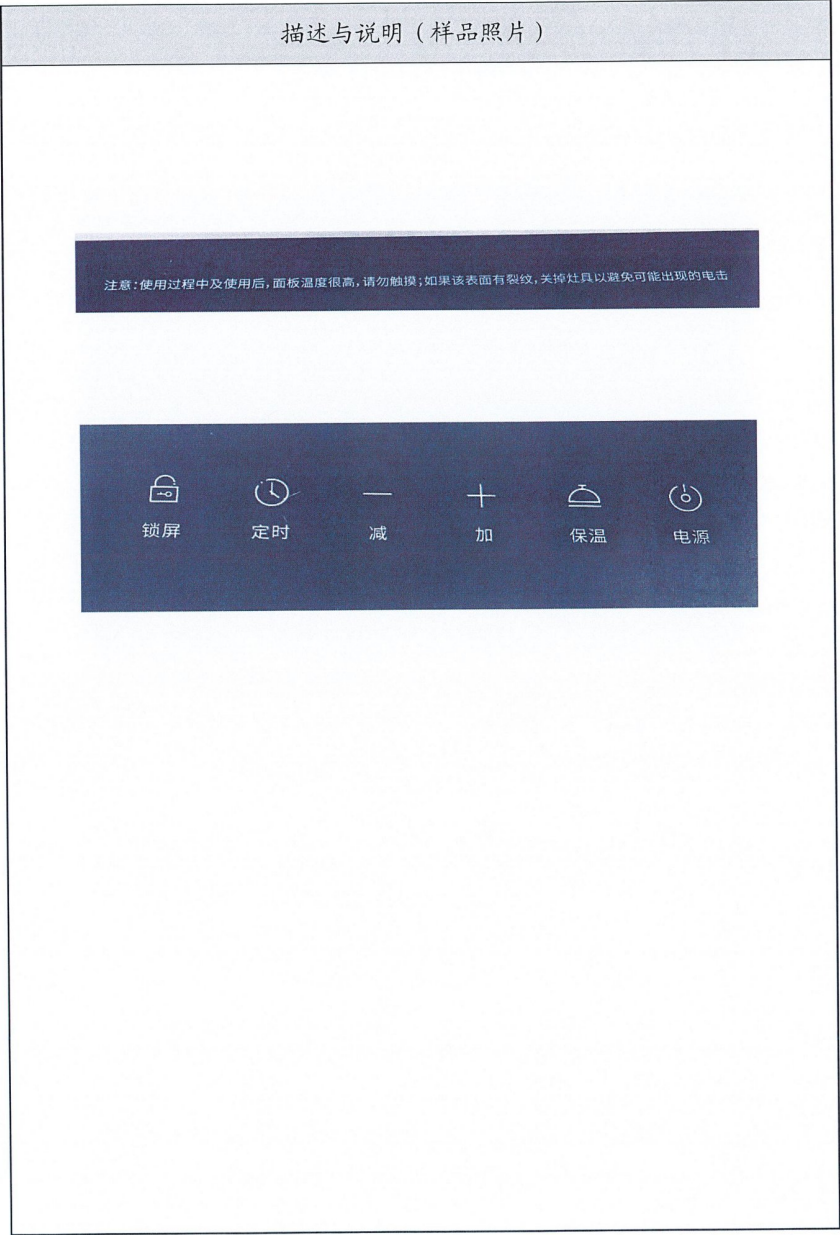 描述与说明（样品照片）
注意:使用过程中及使用后,面板温度很高,请勿触摸;如果该表面有裂纹,关掉灶具以避免可能出现的电击
锁屏 定时 减 加 保温 电源